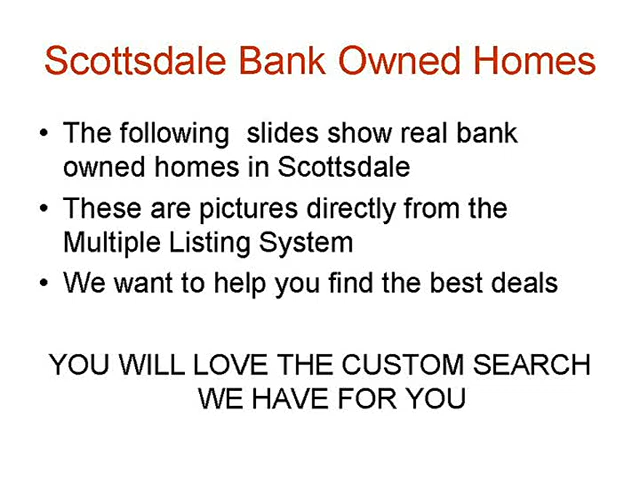 Scottsdale Bank Owned Homes
• The following  slides show real bank
owned homes in Scottsdale
• These are pictures directly from the
Multiple Listing System
• We want to help you find the best deals
YOU WILL LOVE THE CUSTOM SEARCH
WE HAVE FOR YOU